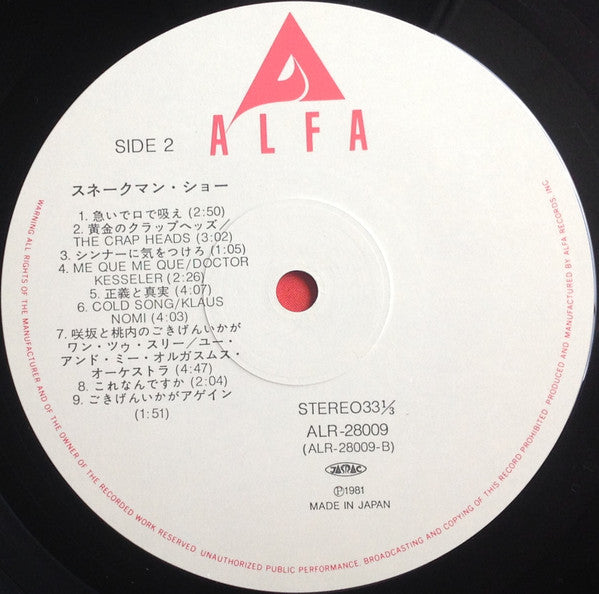 ALFA
SIDE 2
スネークマン・ショー
1. 急いで口で吸え (2:50)
2. 黄金のクラップヘッズ/
THE CRAP HEADS (3:02)
3. シンナーに気をつけろ (1:05)
4. ME QUE ME QUE/DOCTOR
KESSELER (2:26)
5. 正義と真実 (4:07)
6. COLD SONG/KLAUS
NOMI (4:03)
7. 咲坂と桃内のごきげんいかが
ワン・ツゥ・スリー/ユー・
アンド・ミー・オルガスムス・
オーケストラ (4:47)
8. これなんですか (2:04)
9. ごきげんいかがアゲイン
(1:51)
STEREO33⅓
ALR-28009
(ALR-28009-B)
JASRAC
Ⓟ1981
MADE IN JAPAN
WARNING ALL RIGHTS OF THE MANUFACTURER AND OF THE OWNER OF THE RECORDED WORK RESERVED. UNAUTHORIZED PUBLIC PERFORMANCE, BROADCASTING AND COPYING OF THIS RECORD PROHIBITED. PRODUCED AND MANUFACTURED BY ALFA RECORDS, INC.